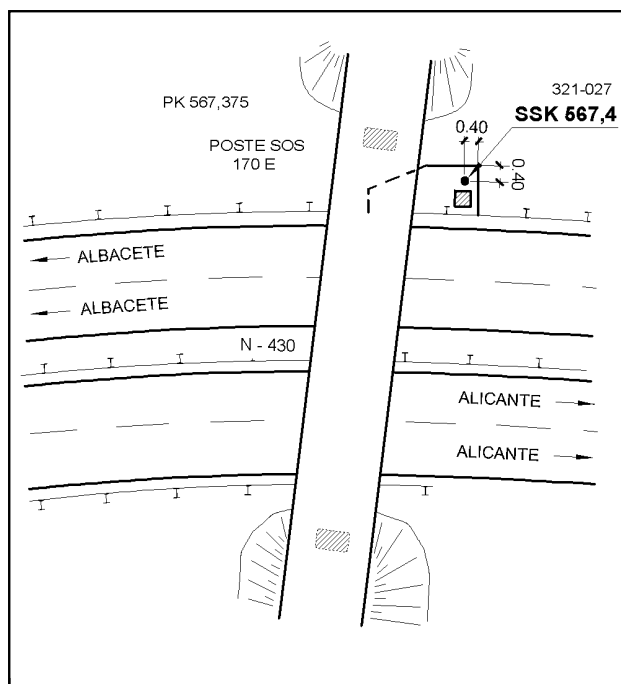 321-027
PK 567,375
SSK 567,4
0.40
POSTE SOS
170 E
0.40
ALBACETE
ALBACETE
N - 430
ALICANTE
ALICANTE